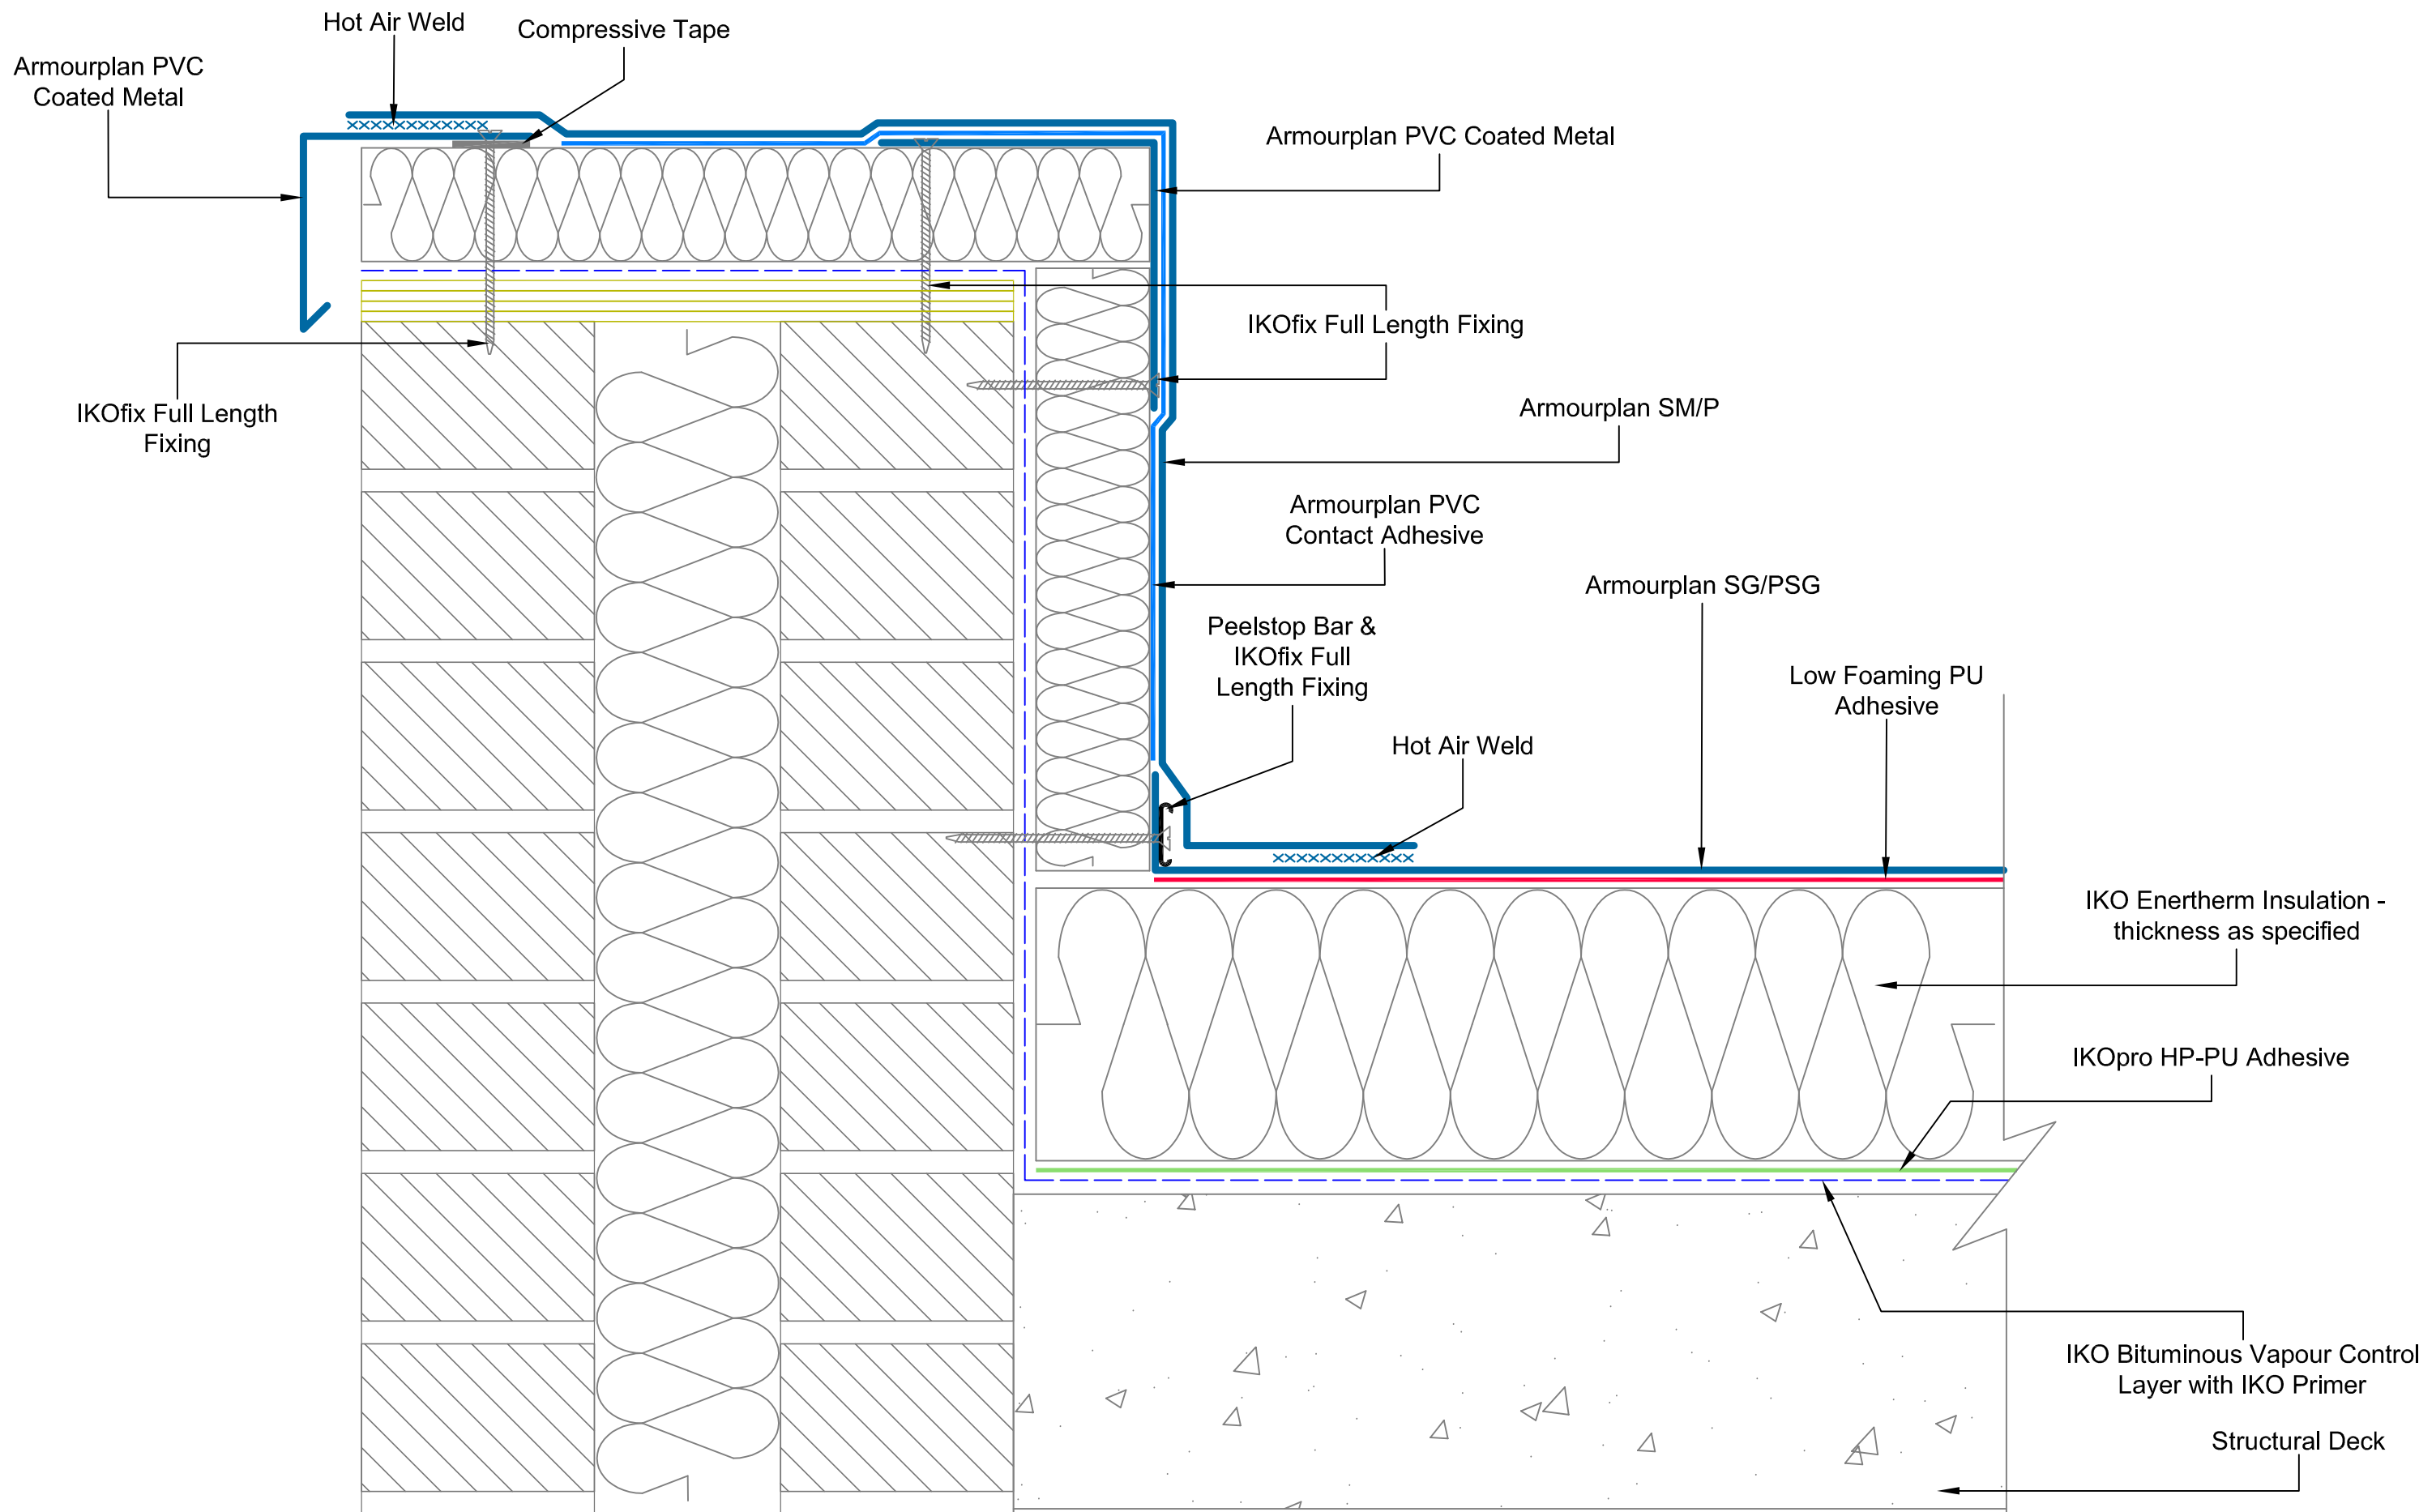 Hot Air Weld
Compressive Tape
Armourplan PVC
Coated Metal
Armourplan PVC Coated Metal
IKOfix Full Length Fixing
IKOfix Full Length
Fixing
Armourplan SM/P
Armourplan PVC
Contact Adhesive
Armourplan SG/PSG
Peelstop Bar &
IKOfix Full
Length Fixing
Low Foaming PU
Adhesive
Hot Air Weld
IKO Enertherm Insulation -
thickness as specified
IKOpro HP-PU Adhesive
IKO Bituminous Vapour Control
Layer with IKO Primer
Structural Deck